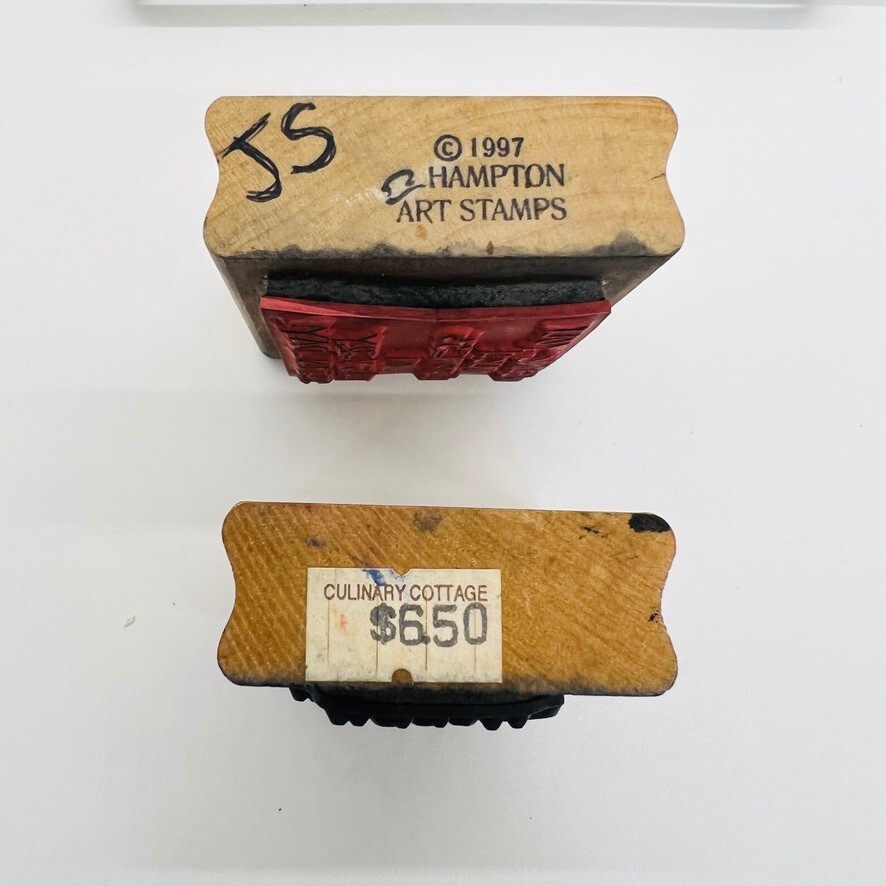 JS
© 1997
HAMPTON
ART STAMPS
CULINARY COTTAGE
$6.50